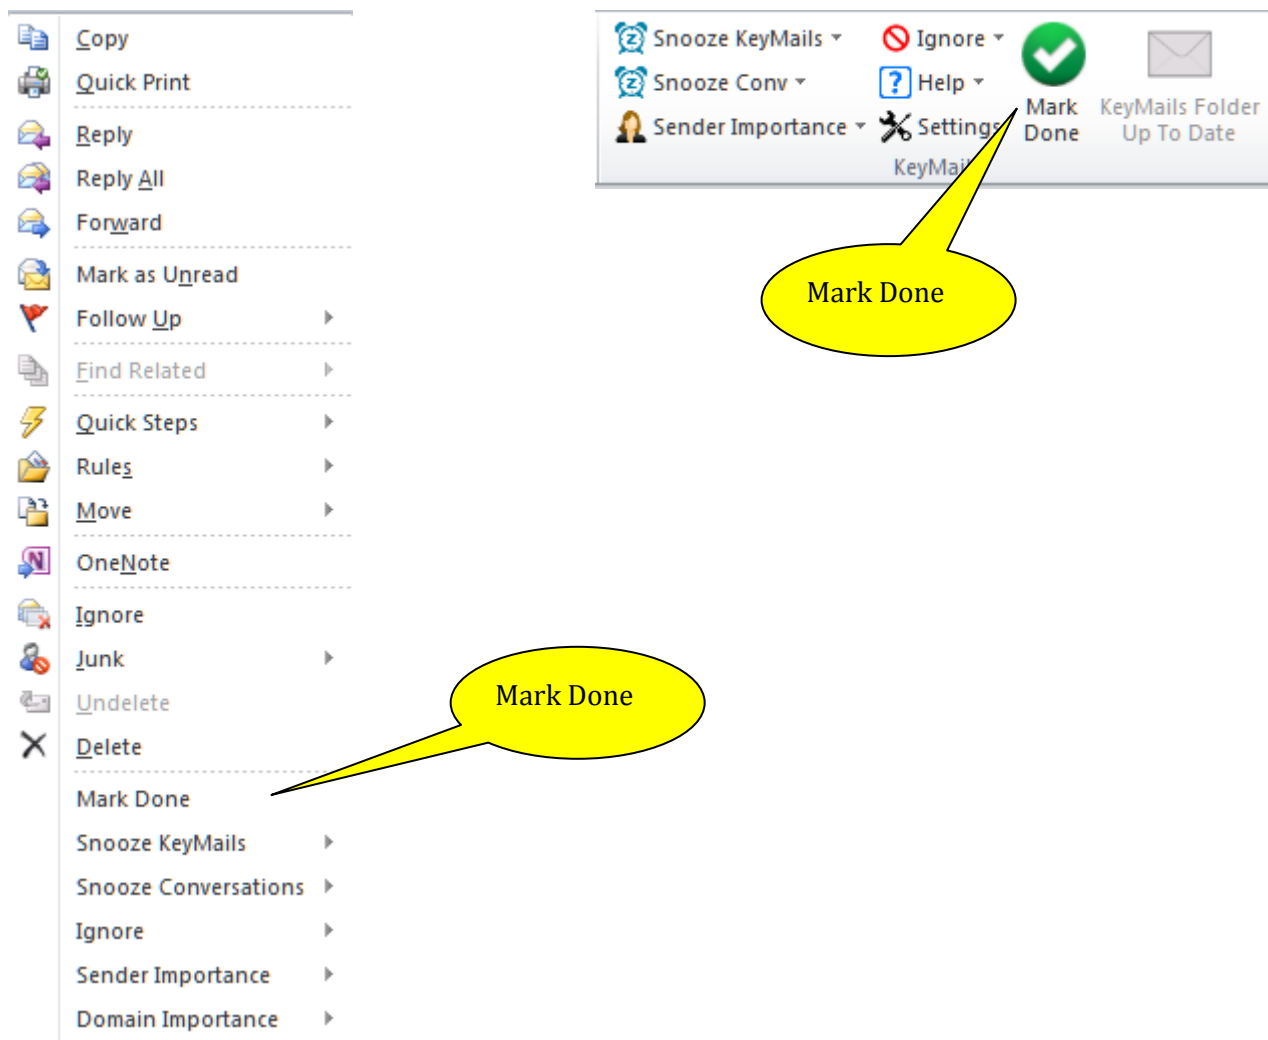 Copy
Quick Print
Reply
Reply All
Forward
Mark as Unread
Follow Up
Find Related
Quick Steps
Rules
Move
OneNote
Ignore
Junk
Undelete
Delete
Mark Done
Snooze KeyMails
Snooze Conversations
Ignore
Sender Importance
Domain Importance
Mark Done
Snooze KeyMails
Snooze Conv
Sender Importance
Ignore
Help
Settings
Mark
Done
KeyMails Folder
Up To Date
Mark Done